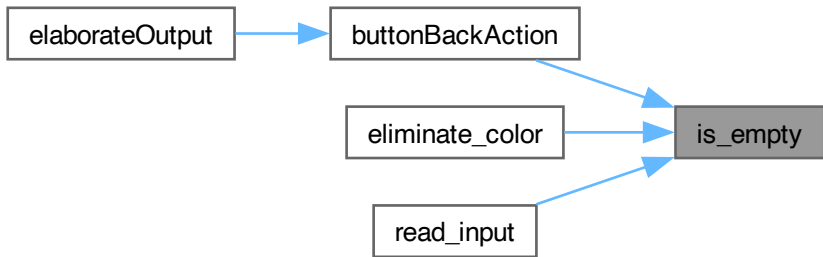 elaborateOutput
buttonBackAction
eliminate_color
is_empty
read_input